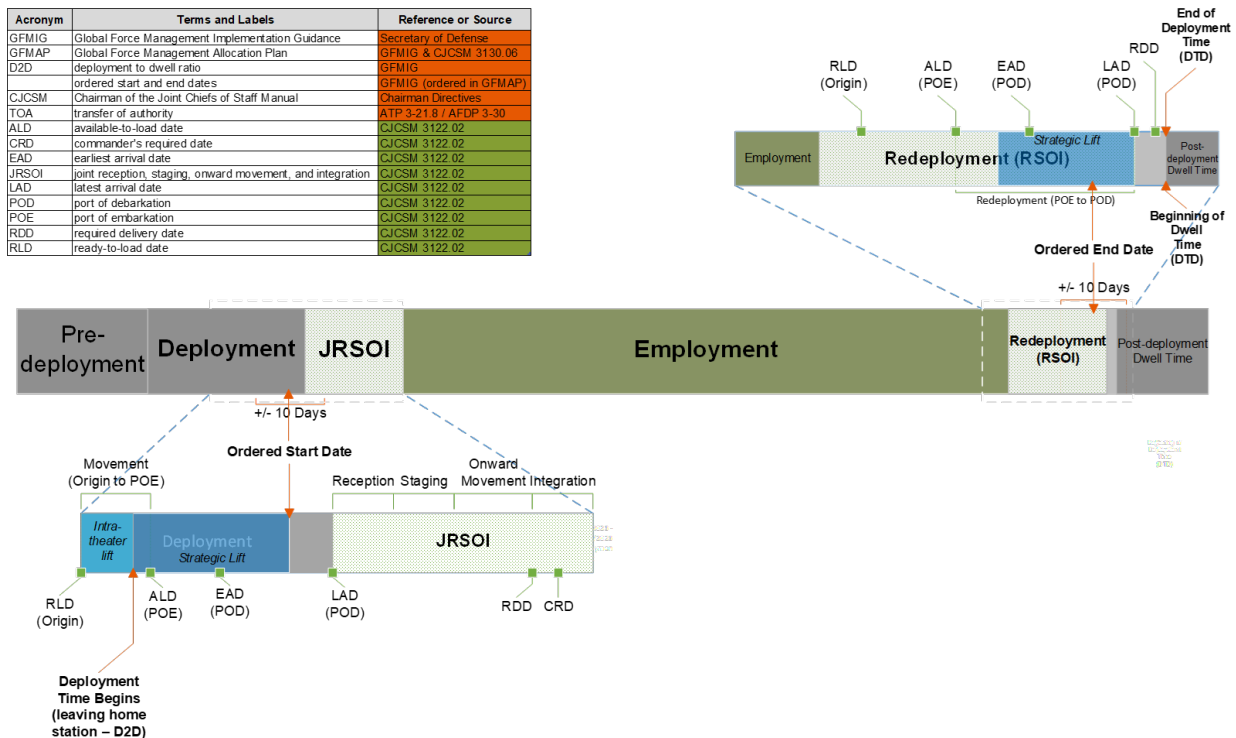 Acronym Terms and Labels Reference or Source
GFMIG Global Force Management Implementation Guidance Secretary of Defense
GFMAP Global Force Management Allocation Plan GFMIG & CJCSM 3130.06
D2D deployment to dwell ratio GFMIG
ordered start and end dates GFMIG (ordered in GFMAP)
CJCSM Chairman of the Joint Chiefs of Staff Manual Chairman Directives
TOA transfer of authority ATP 3-21.8 / AFDP 3-30
ALD available-to-load date CJCSM 3122.02
CRD commander's required date CJCSM 3122.02
EAD earliest arrival date CJCSM 3122.02
JRSOI joint reception, staging, onward movement, and integration CJCSM 3122.02
LAD latest arrival date CJCSM 3122.02
POD port of debarkation CJCSM 3122.02
POE port of embarkation CJCSM 3122.02
RDD required delivery date CJCSM 3122.02
RLD ready-to-load date CJCSM 3122.02
End of
Deployment
Time
(DTD)
RDD
RLD
(Origin)
ALD
(POE)
EAD
(POD)
LAD
(POD)
Employment
Redeployment (RSOI)
Strategic Lift
Post-
deployment
Dwell Time
Redeployment (POE to POD)
Beginning of
Dwell
Time
(DTD)
Ordered End Date
+/- 10 Days
Pre-
deployment
Deployment
JRSOI
Employment
Redeployment
(RSOI)
Post-deployment
Dwell Time
+/- 10 Days
Ordered Start Date
Movement
(Origin to POE)
Reception
Staging
Onward
Movement
Integration
Intra-
theater
lift
Deployment
Strategic Lift
JRSOI
RLD
(Origin)
ALD
(POE)
EAD
(POD)
LAD
(POD)
RDD
CRD
Deployment
Time Begins
(leaving home
station – D2D)